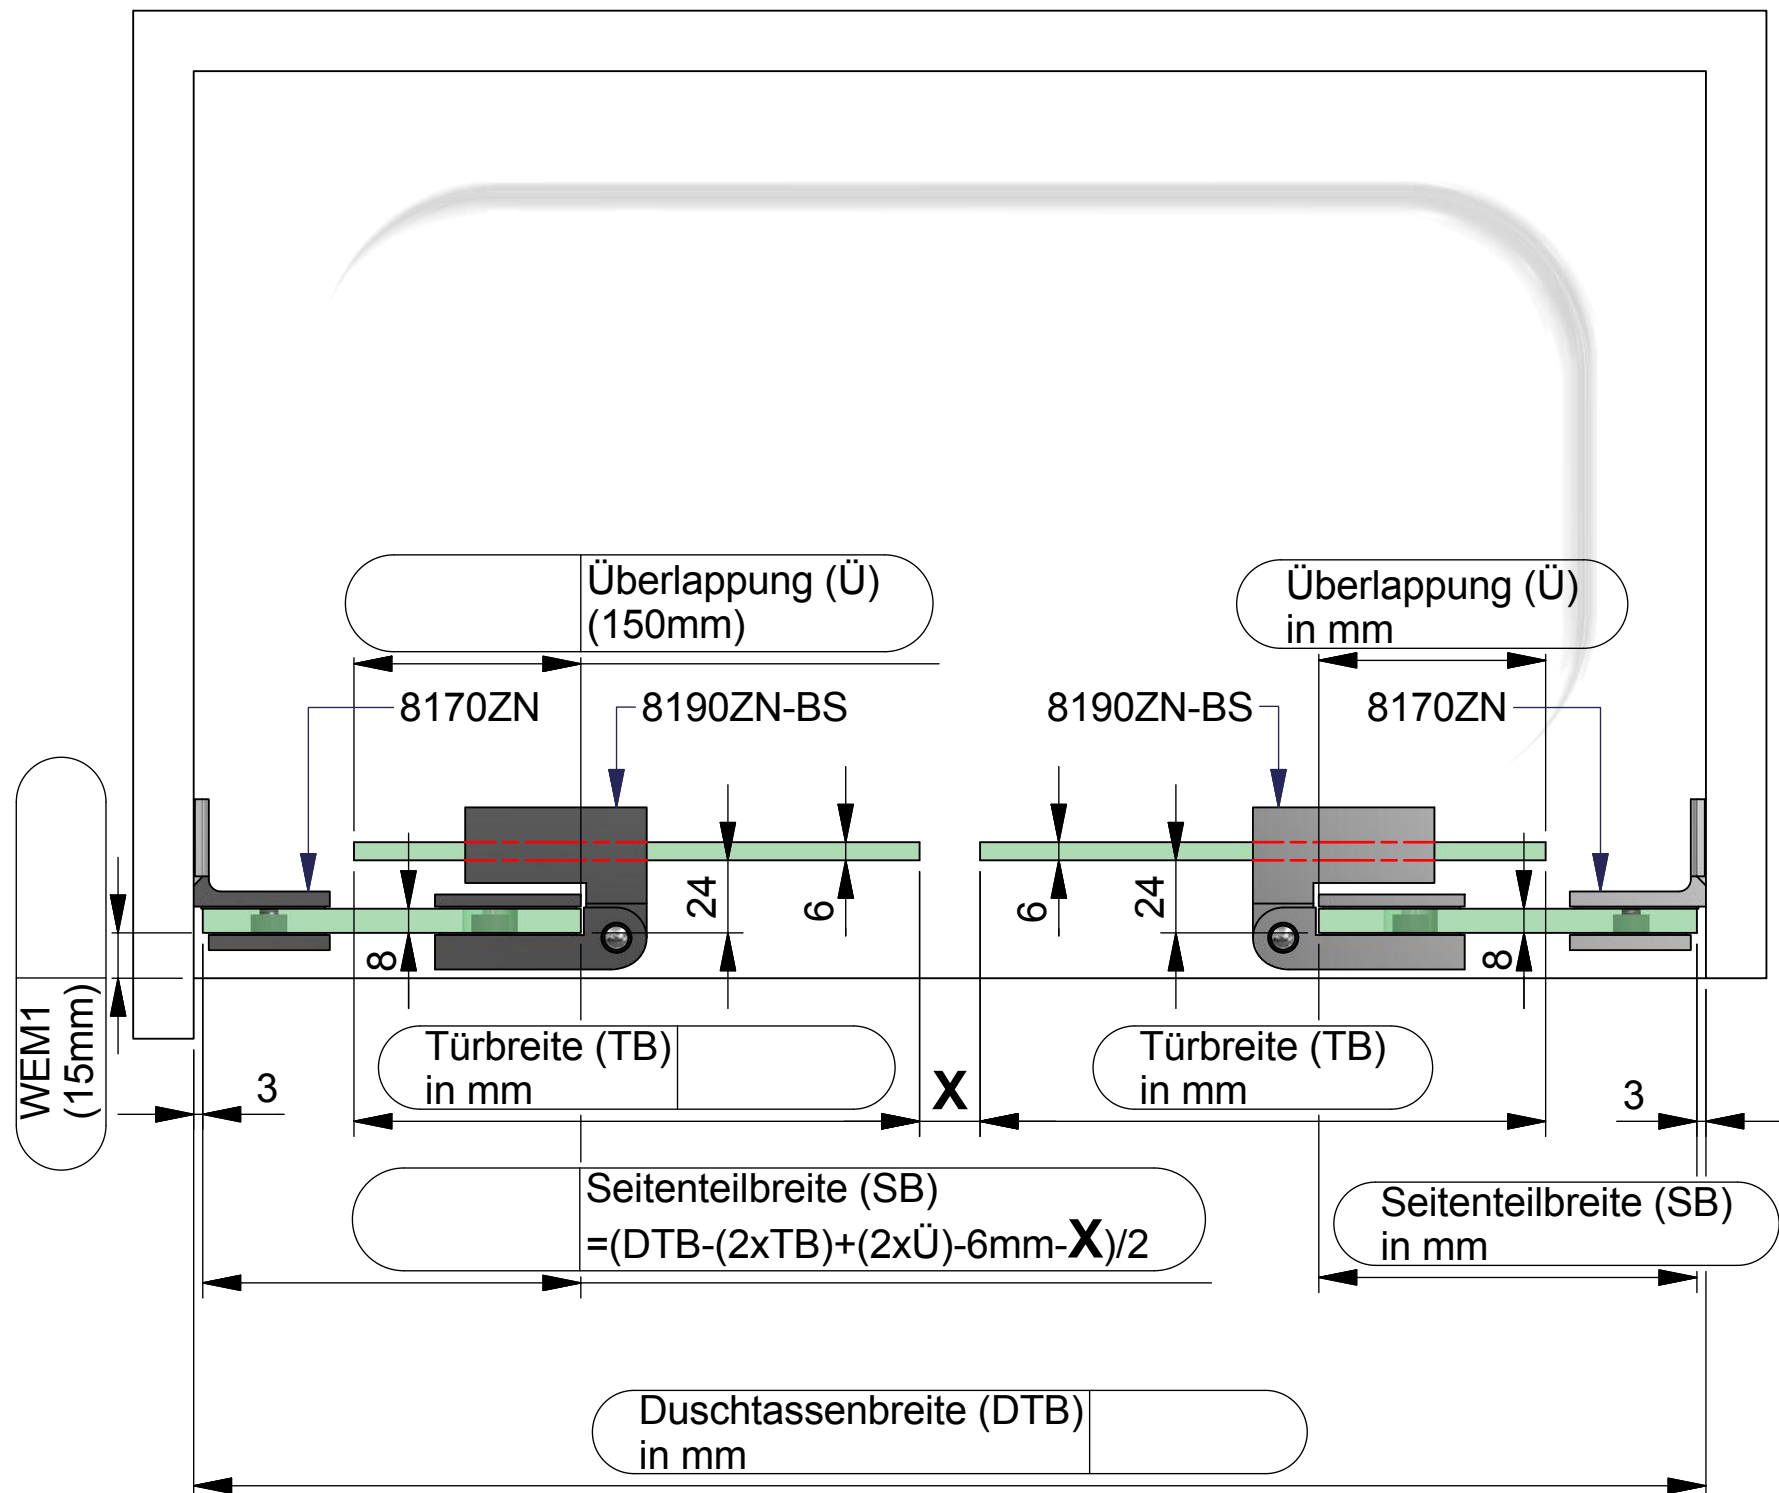 Überlappung (Ü)
(150mm)
Überlappung (Ü)
in mm
8170ZN
8190ZN-BS
8190ZN-BS
8170ZN
24
6
6
24
8
8
WEM1
(15mm)
Türbreite (TB)
in mm
Türbreite (TB)
in mm
3
X
3
Seitenteilbreite (SB)
=(DTB-(2xTB)+(2xÜ)-6mm-X)/2
Seitenteilbreite (SB)
in mm
Duschtassenbreite (DTB)
in mm